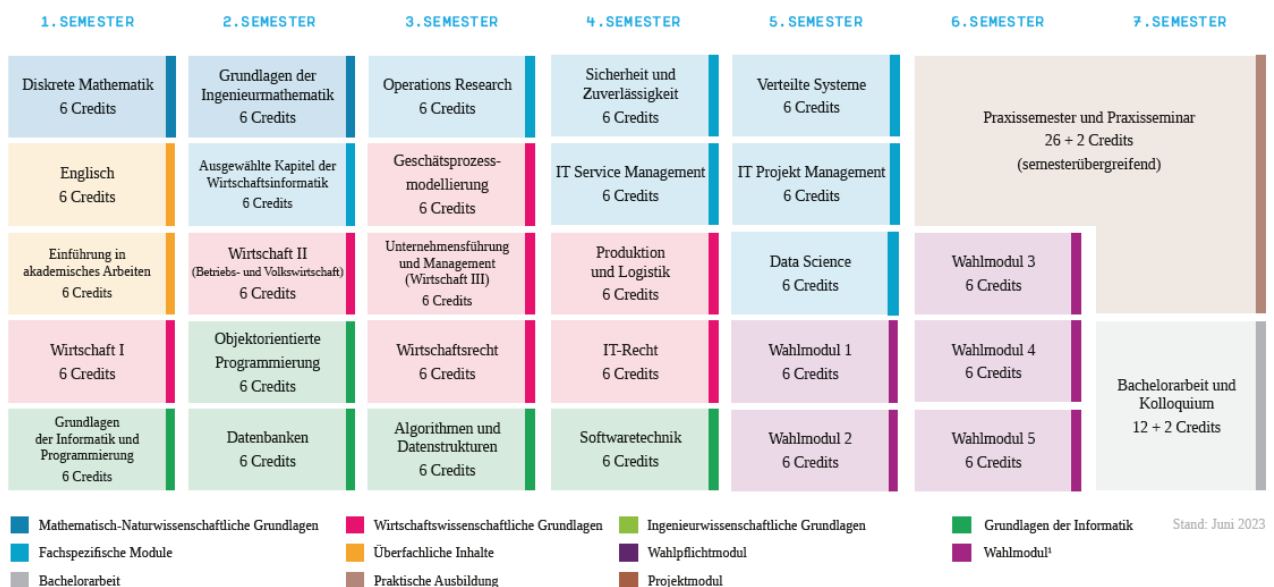 1.SEMESTER
2.SEMESTER
3.SEMESTER
4.SEMESTER
5.SEMESTER
6.SEMESTER
7.SEMESTER
Diskrete Mathematik
6 Credits
Grundlagen der
Ingenieurmathematik
6 Credits
Operations Research
6 Credits
Sicherheit und
Zuverlässigkeit
6 Credits
Verteilte Systeme
6 Credits
Praxissemester und Praxisseminar
26 + 2 Credits
(semesterübergreifend)
Englisch
6 Credits
Ausgewählte Kapitel der
Wirtschaftsinformatik
6 Credits
Geschätsprozess-
modellierung
6 Credits
IT Service Management
6 Credits
IT Projekt Management
6 Credits
Einführung in
akademisches Arbeiten
6 Credits
Wirtschaft II
(Betriebs- und Volkswirtschaft)
6 Credits
Unternehmensführung
und Management
(Wirtschaft III)
6 Credits
Produktion
und Logistik
6 Credits
Data Science
6 Credits
Wahlmodul 3
6 Credits
Wirtschaft I
6 Credits
Objektorientierte
Programmierung
6 Credits
Wirtschaftsrecht
6 Credits
IT-Recht
6 Credits
Wahlmodul 1
6 Credits
Wahlmodul 4
6 Credits
Bachelorarbeit und
Kolloquium
12 + 2 Credits
Grundlagen
der Informatik und
Programmierung
6 Credits
Datenbanken
6 Credits
Algorithmen und
Datenstrukturen
6 Credits
Softwaretechnik
6 Credits
Wahlmodul 2
6 Credits
Wahlmodul 5
6 Credits
Mathematisch-Naturwissenschaftliche Grundlagen
Wirtschaftswissenschaftliche Grundlagen
Ingenieurwissenschaftliche Grundlagen
Grundlagen der Informatik
Stand: Juni 2023
Fachspezifische Module
Überfachliche Inhalte
Wahlpflichtmodul
Wahlmodul¹
Bachelorarbeit
Praktische Ausbildung
Projektmodul